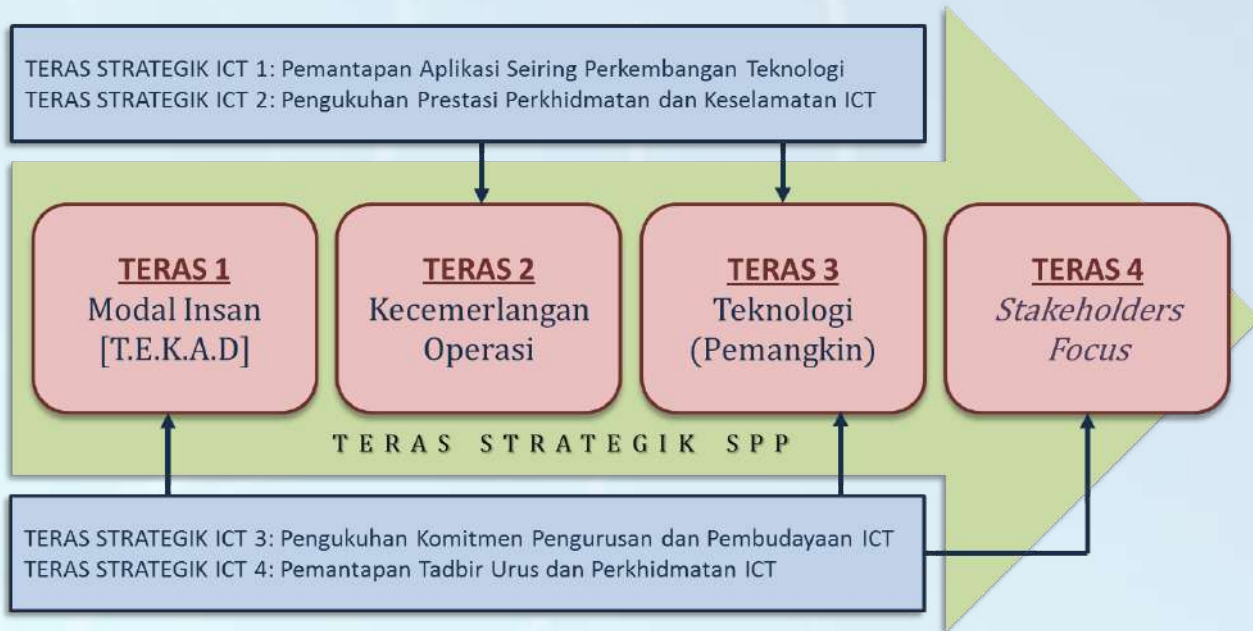 TERAS STRATEGIK ICT 1: Pemantapan Aplikasi Seiring Perkembangan Teknologi
TERAS STRATEGIK ICT 2: Pengukuhan Prestasi Perkhidmatan dan Keselamatan ICT
TERAS 1
Modal Insan
[T.E.K.A.D]
TERAS 2
Kecemerlangan
Operasi
TERAS 3
Teknologi
(Pemangkin)
TERAS 4
Stakeholders
Focus
TERAS STRATEGIK SPP
TERAS STRATEGIK ICT 3: Pengukuhan Komitmen Pengurusan dan Pembudayaan ICT
TERAS STRATEGIK ICT 4: Pemantapan Tadbir Urus dan Perkhidmatan ICT